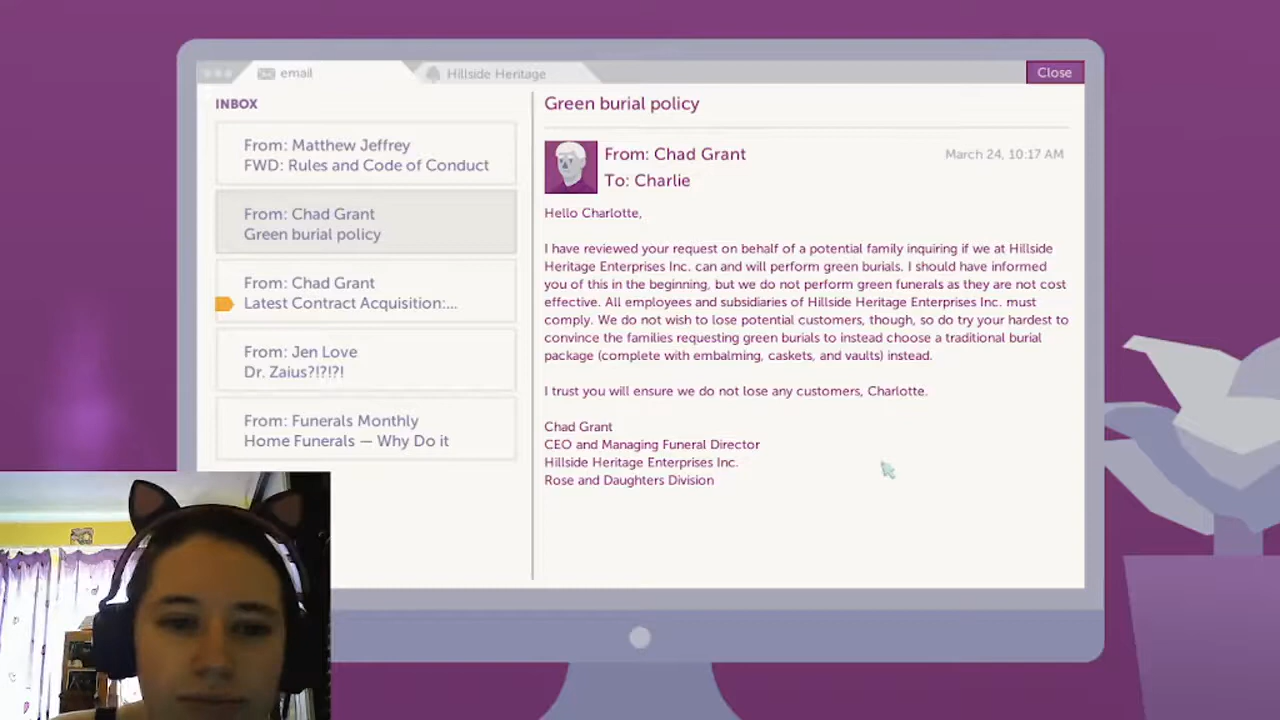 email
Hillside Heritage
Close
INBOX
From: Matthew Jeffrey
FWD: Rules and Code of Conduct
From: Chad Grant
Green burial policy
From: Chad Grant
Latest Contract Acquisition:...
From: Jen Love
Dr. Zaius?!?!?!
From: Funerals Monthly
Home Funerals — Why Do it
Green burial policy
From: Chad Grant
March 24, 10:17 AM
To: Charlie
Hello Charlotte,
I have reviewed your request on behalf of a potential family inquiring if we at Hillside
Heritage Enterprises Inc. can and will perform green burials. I should have informed
you of this in the beginning, but we do not perform green funerals as they are not cost
effective. All employees and subsidiaries of Hillside Heritage Enterprises Inc. must
comply. We do not wish to lose potential customers, though, so do try your hardest to
convince the families requesting green burials to instead choose a traditional burial
package (complete with embalming, caskets, and vaults) instead.
I trust you will ensure we do not lose any customers, Charlotte.
Chad Grant
CEO and Managing Funeral Director
Hillside Heritage Enterprises Inc.
Rose and Daughters Division